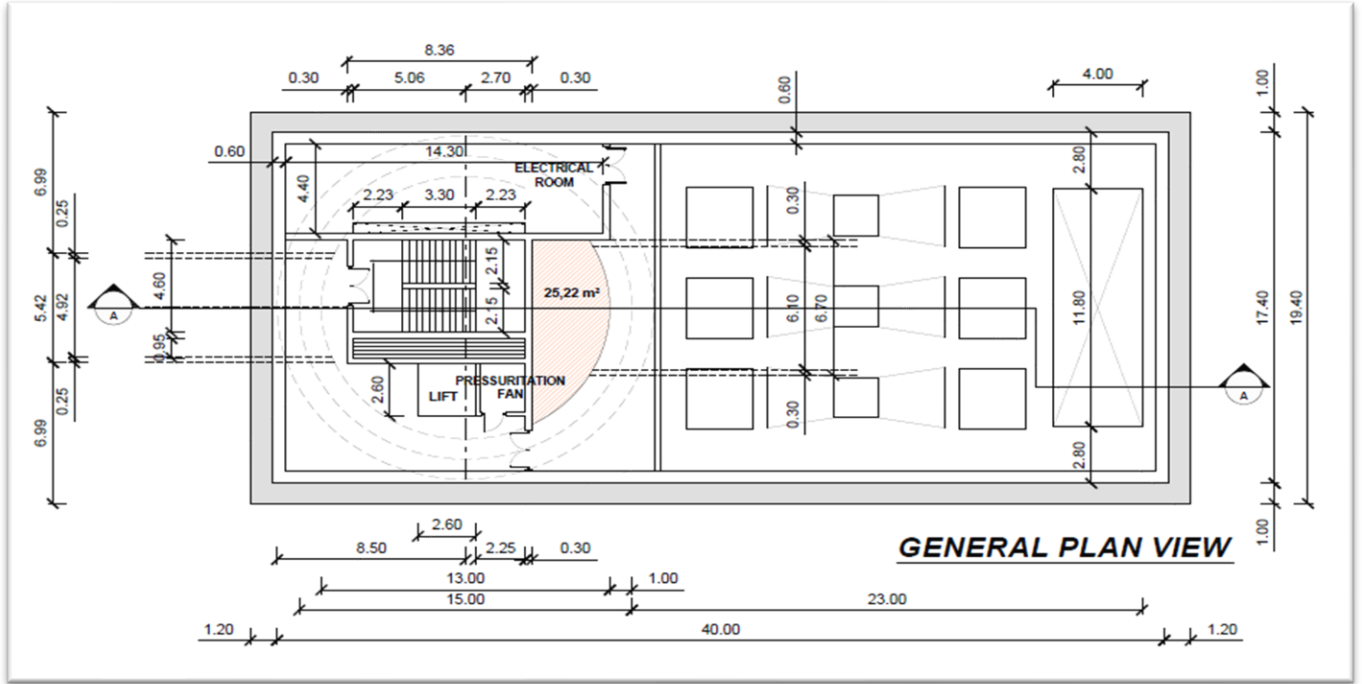 8.36
0.30 5.06 2.70 0.30
4.00
0.60
1.00
0.60
14.30
ELECTRICAL
ROOM
4.40
2.23 3.30 2.23
2.80
0.30
6.99
0.25
4.60
2.15
2.15
25,22 m²
5.42
4.92
6.10
6.70
11.80
17.40
19.40
A
A
0.95
0.25
2.60
LIFT
PRESSURITATION
FAN
0.30
6.99
2.80
1.00
2.60
8.50 2.25 0.30
GENERAL PLAN VIEW
13.00 1.00
15.00 23.00
1.20 40.00 1.20